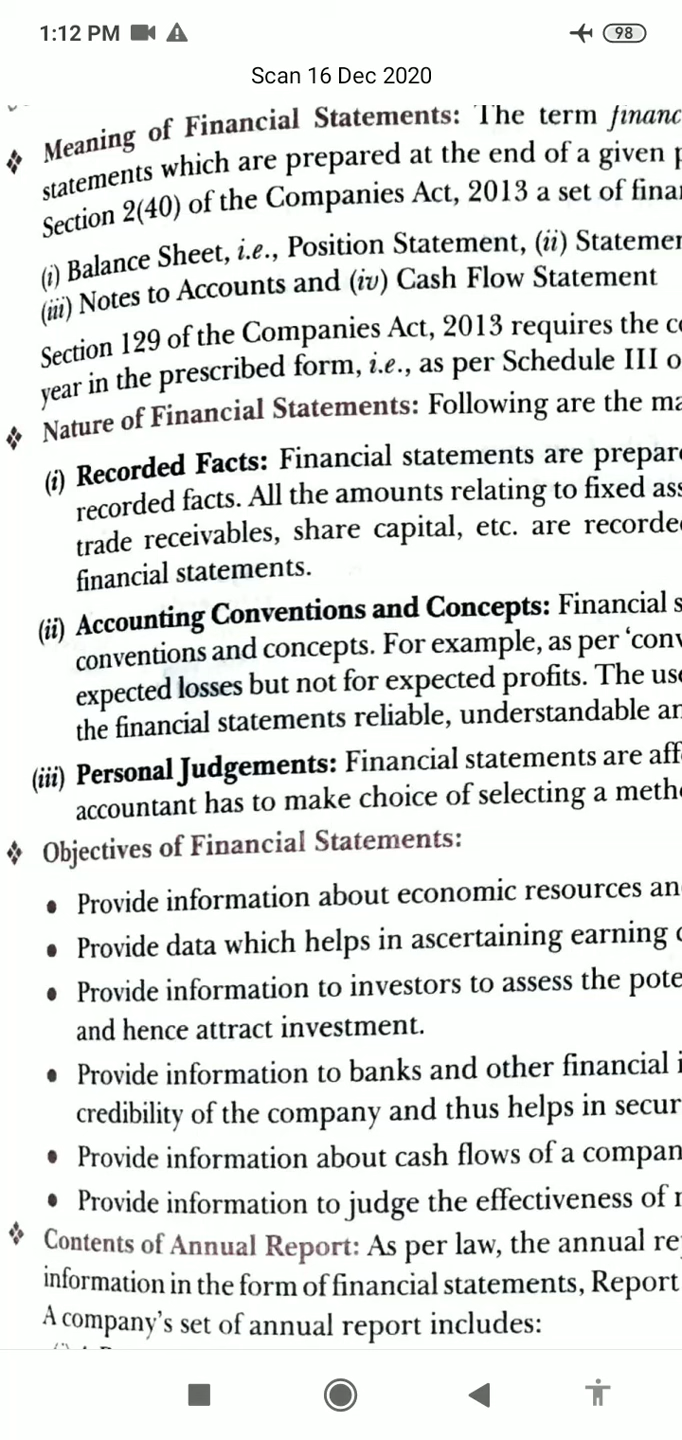 1:12 PM
98
Scan 16 Dec 2020
❖ Meaning of Financial Statements: The term financ
statements which are prepared at the end of a given p
Section 2(40) of the Companies Act, 2013 a set of finan
(i) Balance Sheet, i.e., Position Statement, (ii) Statemen
(iii) Notes to Accounts and (iv) Cash Flow Statement
Section 129 of the Companies Act, 2013 requires the co
year in the prescribed form, i.e., as per Schedule III o
❖ Nature of Financial Statements: Following are the ma
(i) Recorded Facts: Financial statements are prepare
recorded facts. All the amounts relating to fixed ass
trade receivables, share capital, etc. are recorde
financial statements.
(ii) Accounting Conventions and Concepts: Financial s
conventions and concepts. For example, as per ‘conv
expected losses but not for expected profits. The use
the financial statements reliable, understandable an
(iii) Personal Judgements: Financial statements are aff
accountant has to make choice of selecting a meth
❖ Objectives of Financial Statements:
• Provide information about economic resources an
• Provide data which helps in ascertaining earning c
• Provide information to investors to assess the pote
and hence attract investment.
• Provide information to banks and other financial i
credibility of the company and thus helps in secur
• Provide information about cash flows of a compan
• Provide information to judge the effectiveness of
❖ Contents of Annual Report: As per law, the annual re
information in the form of financial statements, Report
A company’s set of annual report includes: